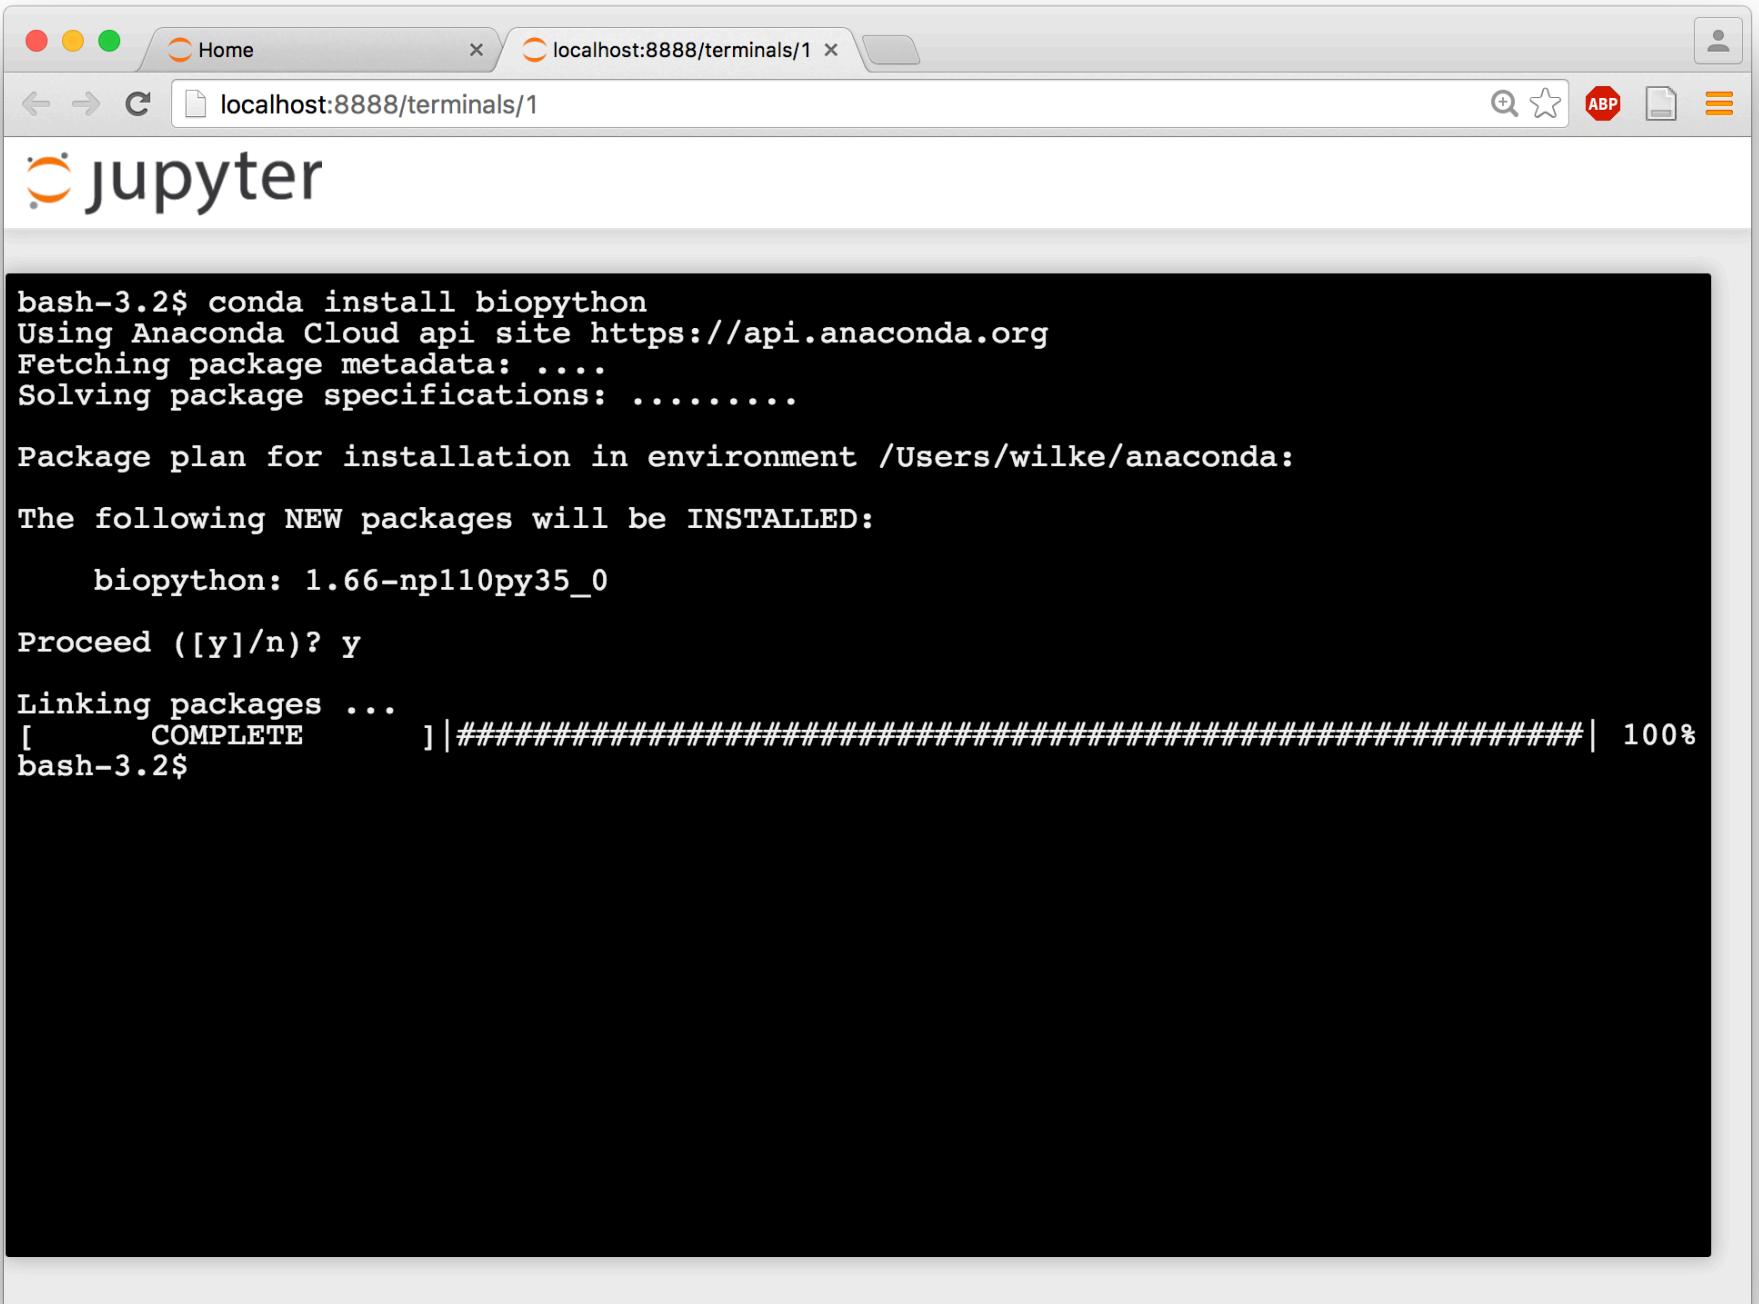 Home
localhost:8888/terminals/1
localhost:8888/terminals/1
ABP
jupyter
bash-3.2$ conda install biopython
Using Anaconda Cloud api site https://api.anaconda.org
Fetching package metadata: ....
Solving package specifications: .........
Package plan for installation in environment /Users/wilke/anaconda:
The following NEW packages will be INSTALLED:
biopython: 1.66-np110py35_0
Proceed ([y]/n)? y
Linking packages ...
[      COMPLETE      ]|###########################################################| 100%
bash-3.2$